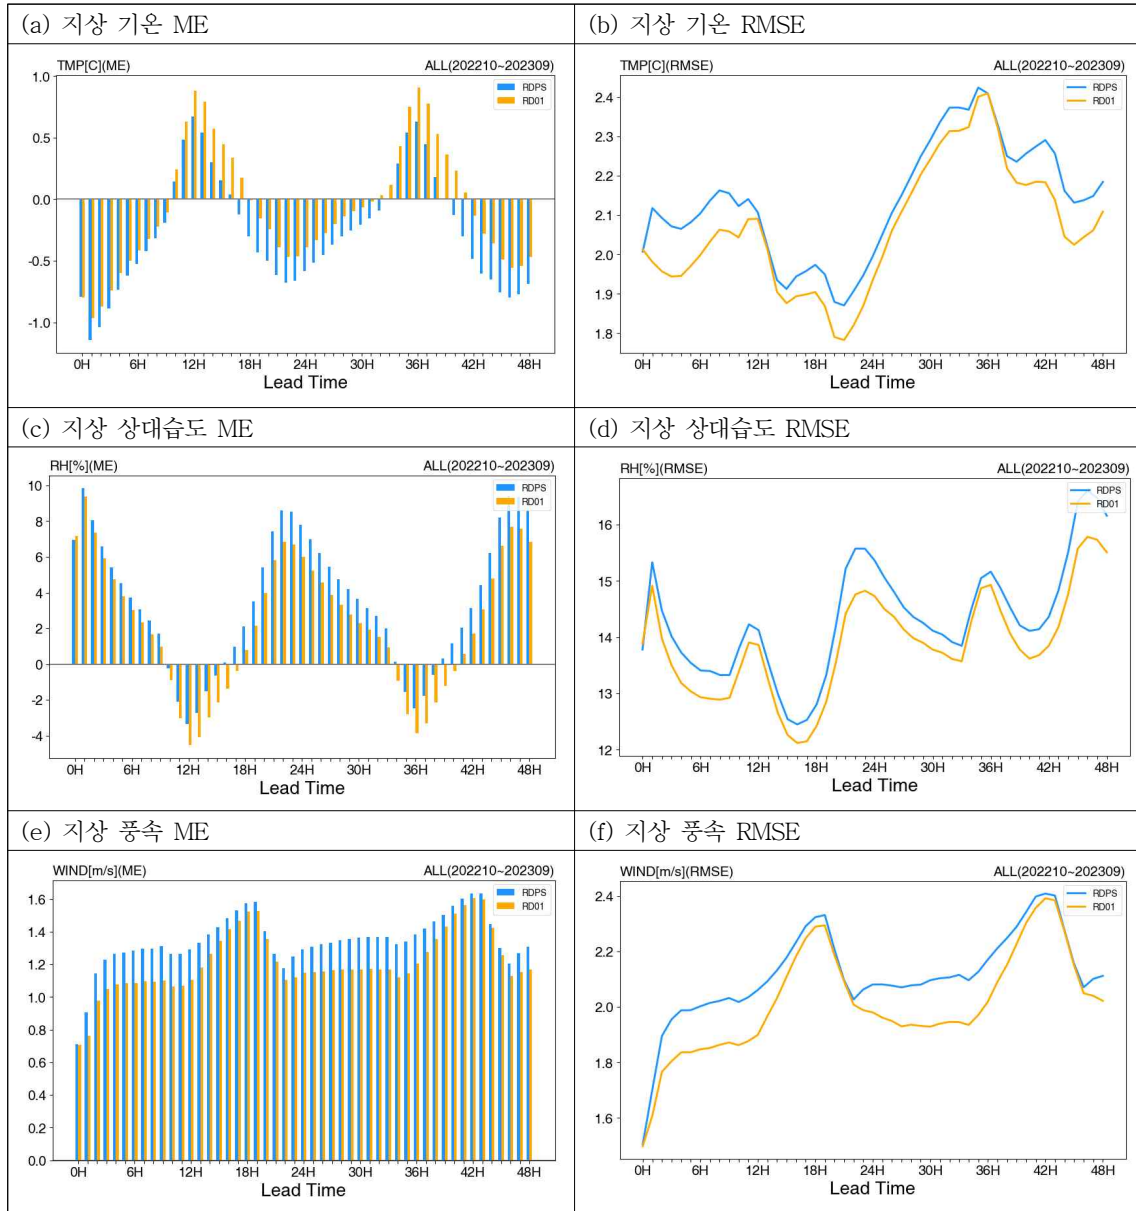 (a) 지상 기온 ME
(b) 지상 기온 RMSE
TMP[C](ME)
ALL(202210~202309)
RDPS
RD01
1.0
0.5
0.0
-0.5
-1.0
0H 6H 12H 18H 24H 30H 36H 42H 48H
Lead Time
TMP[C](RMSE)
ALL(202210~202309)
RDPS
RD01
2.4
2.3
2.2
2.1
2.0
1.9
1.8
0H 6H 12H 18H 24H 30H 36H 42H 48H
Lead Time
(c) 지상 상대습도 ME
(d) 지상 상대습도 RMSE
RH[%](ME)
ALL(202210~202309)
RDPS
RD01
10
8
6
4
2
0
-2
-4
0H 6H 12H 18H 24H 30H 36H 42H 48H
Lead Time
RH[%](RMSE)
ALL(202210~202309)
RDPS
RD01
16
15
14
13
12
0H 6H 12H 18H 24H 30H 36H 42H 48H
Lead Time
(e) 지상 풍속 ME
(f) 지상 풍속 RMSE
WIND[m/s](ME)
ALL(202210~202309)
RDPS
RD01
1.6
1.4
1.2
1.0
0.8
0.6
0.4
0.2
0.0
0H 6H 12H 18H 24H 30H 36H 42H 48H
Lead Time
WIND[m/s](RMSE)
ALL(202210~202309)
RDPS
RD01
2.4
2.2
2.0
1.8
1.6
0H 6H 12H 18H 24H 30H 36H 42H 48H
Lead Time